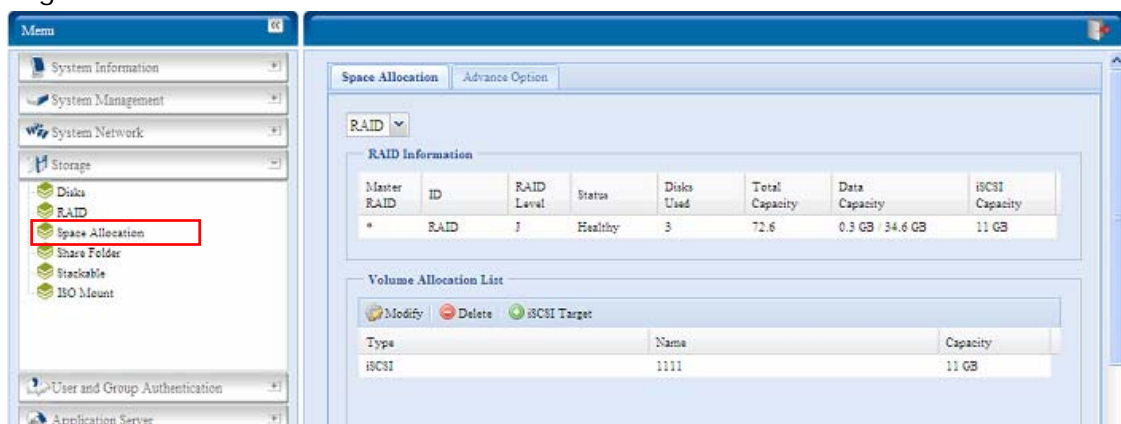 Menu
System Information
System Management
System Network
Storage
Disks
RAID
Space Allocation
Share Folder
Stackable
ISO Mount
User and Group Authentication
Application Server
Space Allocation Advance Option
RAID
RAID Information
Master RAID ID RAID Level Status Disks Used Total Capacity Data Capacity iSCSI Capacity
* RAID J Healthy 3 72.6 0.3 GB / 34.6 GB 11 GB
Volume Allocation List
Modify Delete iSCSI Target
Type Name Capacity
iSCSI 1111 11 GB